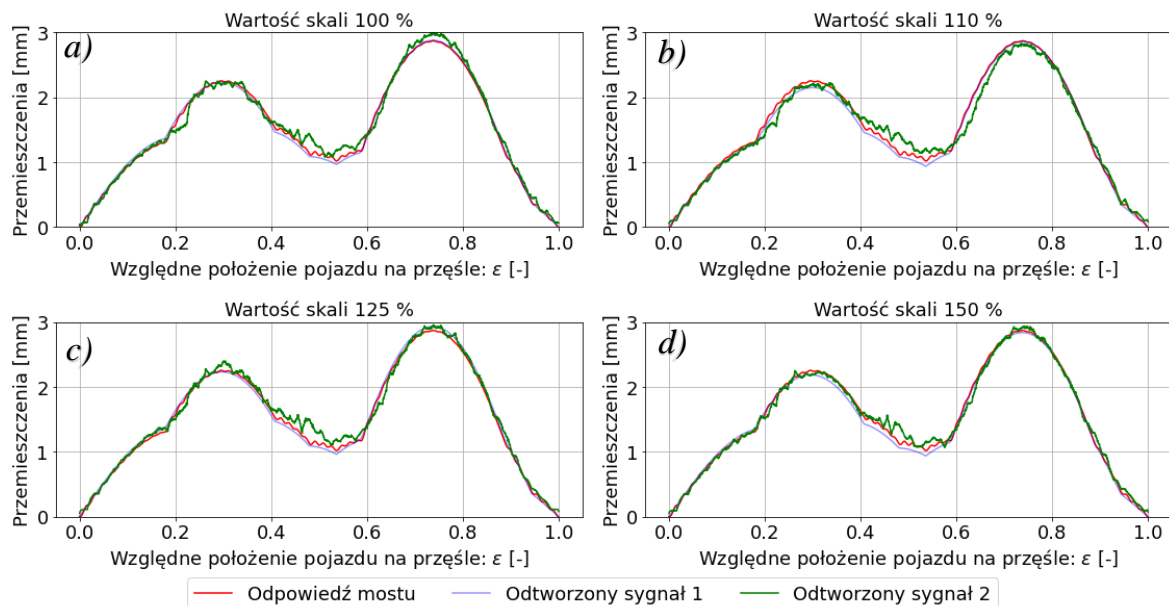 Wartość skali 100 %
a)
Przemieszczenia [mm]
3
2
1
0
0.0 0.2 0.4 0.6 0.8 1.0
Względne położenie pojazdu na przęśle: ε [-]
Wartość skali 110 %
b)
Przemieszczenia [mm]
3
2
1
0
0.0 0.2 0.4 0.6 0.8 1.0
Względne położenie pojazdu na przęśle: ε [-]
Wartość skali 125 %
c)
Przemieszczenia [mm]
3
2
1
0
0.0 0.2 0.4 0.6 0.8 1.0
Względne położenie pojazdu na przęśle: ε [-]
Wartość skali 150 %
d)
Przemieszczenia [mm]
3
2
1
0
0.0 0.2 0.4 0.6 0.8 1.0
Względne położenie pojazdu na przęśle: ε [-]
Odpowiedź mostu Odtworzony sygnał 1 Odtworzony sygnał 2